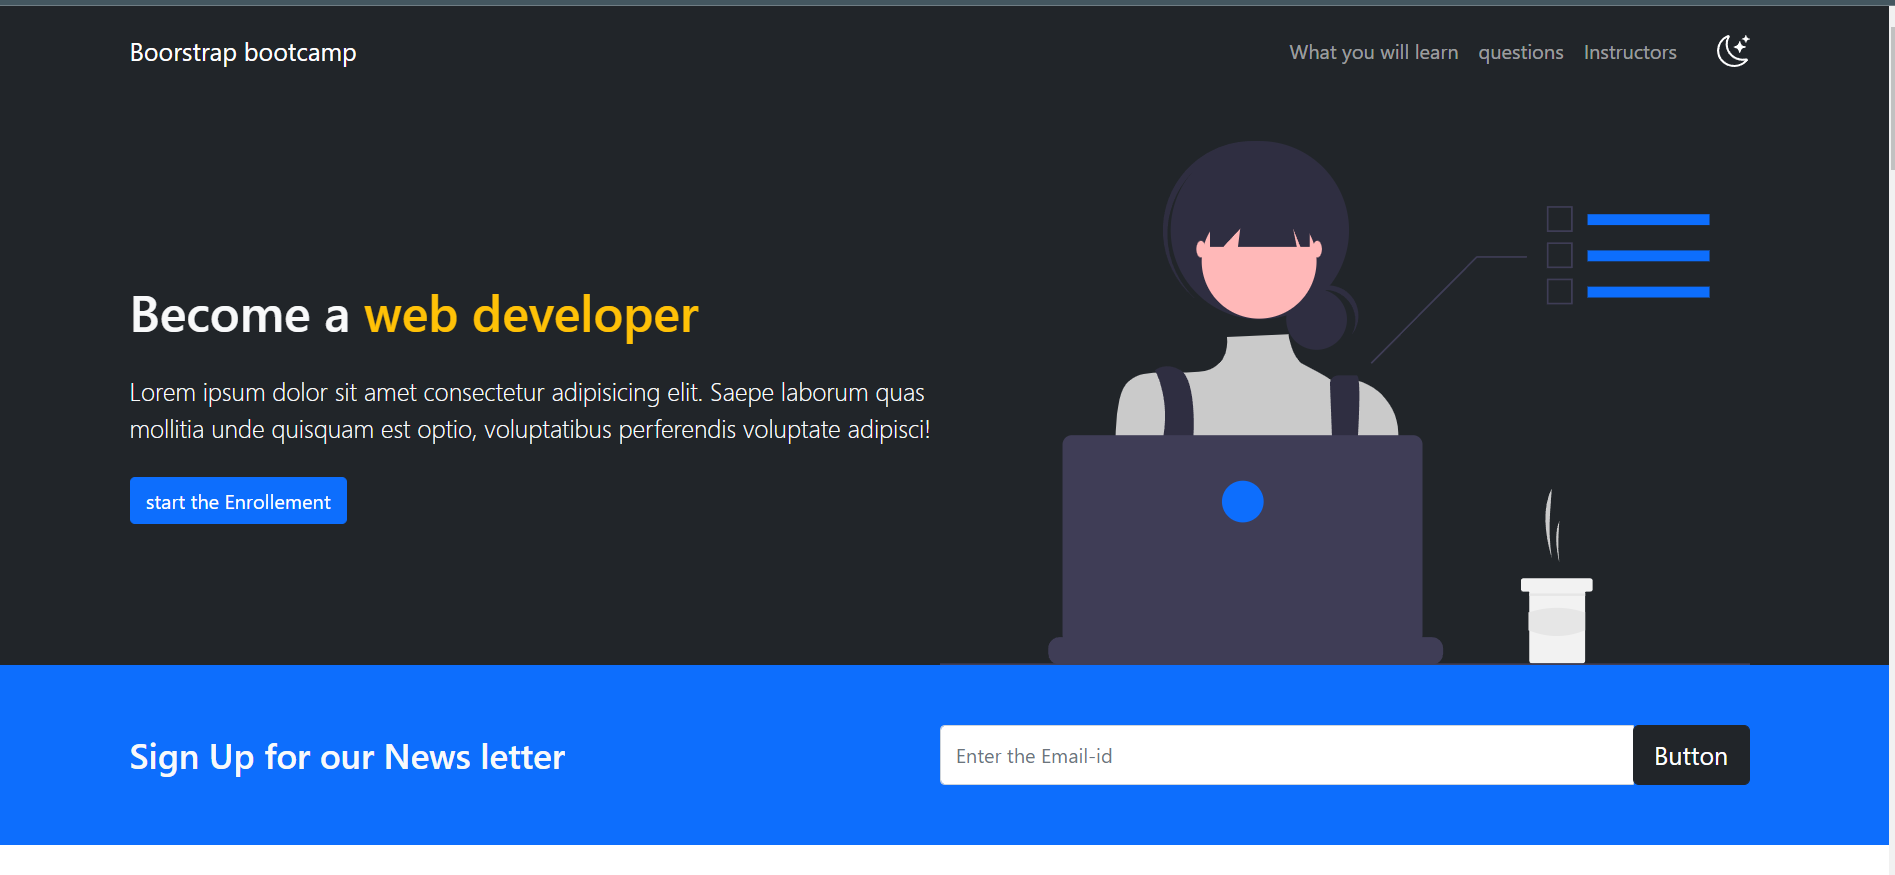 Boorstrap bootcamp
What you will learn questions Instructors
Become a web developer
Lorem ipsum dolor sit amet consectetur adipisicing elit. Saepe laborum quas
mollitia unde quisquam est optio, voluptatibus perferendis voluptate adipisci!
start the Enrollement
Sign Up for our News letter
Enter the Email-id
Button